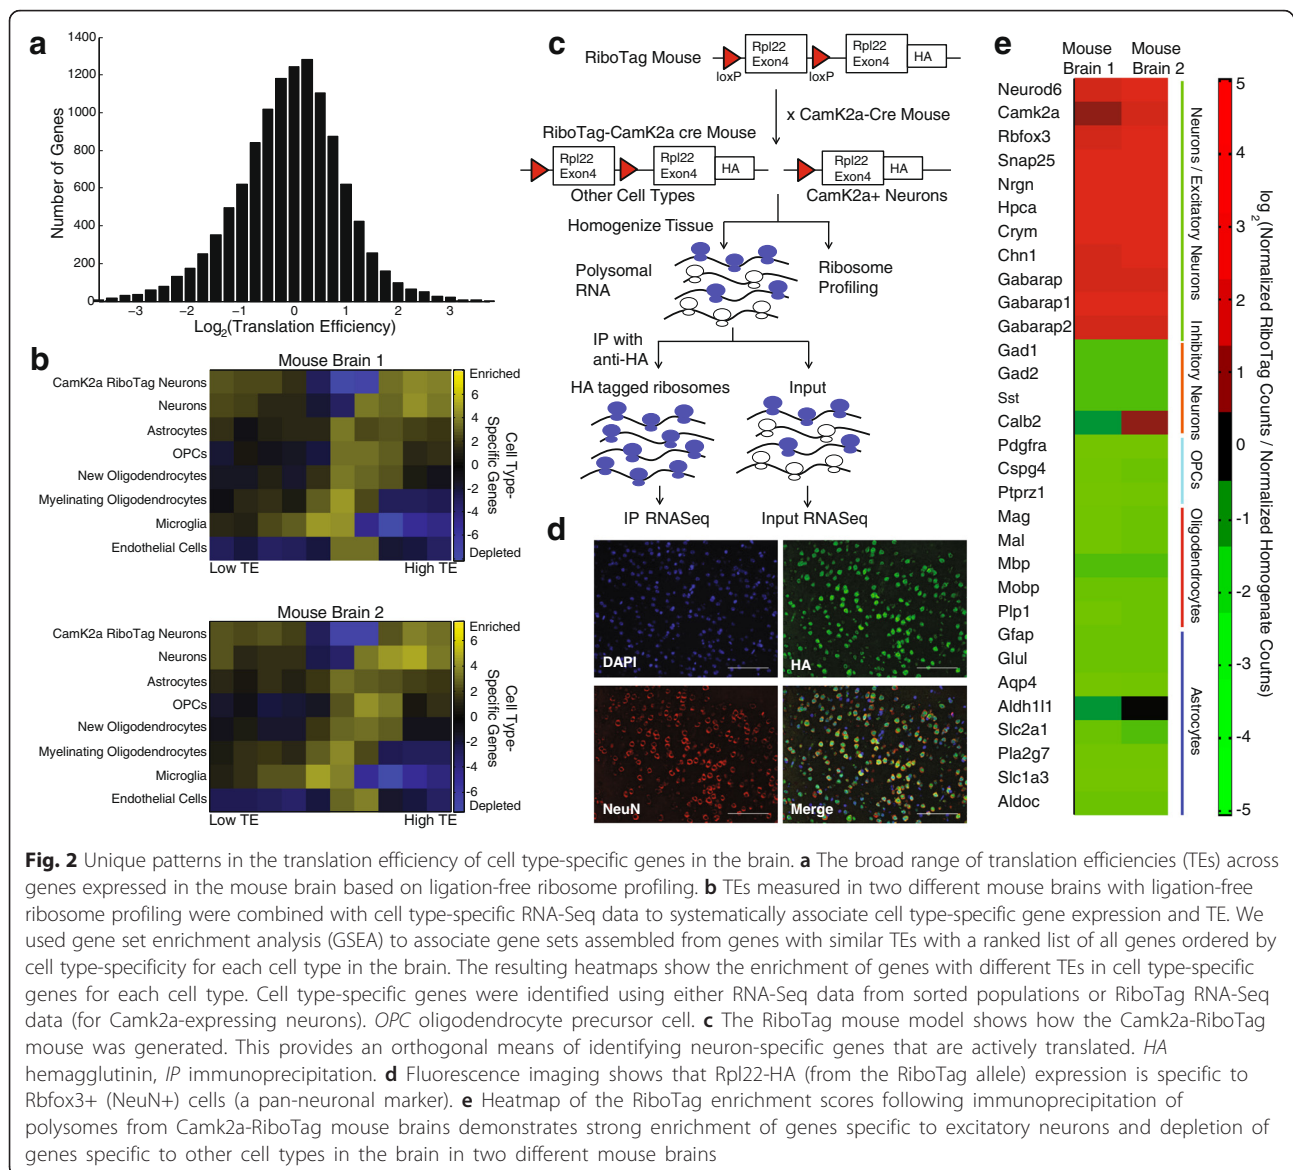 a
1400
1200
1000
800
600
400
200
0
Number of Genes
−3
−2
−1
0
1
2
3
Log2(Translation Efficiency)
b
Mouse Brain 1
CamK2a RiboTag Neurons
Neurons
Astrocytes
OPCs
New Oligodendrocytes
Myelinating Oligodendrocytes
Microglia
Endothelial Cells
Low TE
High TE
Enriched
6
4
2
0
-2
-4
-6
Depleted
Cell Type-
Specific Genes
Mouse Brain 2
CamK2a RiboTag Neurons
Neurons
Astrocytes
OPCs
New Oligodendrocytes
Myelinating Oligodendrocytes
Microglia
Endothelial Cells
Low TE
High TE
Enriched
6
4
2
0
-2
-4
-6
Depleted
Cell Type-
Specific Genes
c
RiboTag Mouse
loxP
Rpl22
Exon4
loxP
Rpl22
Exon4
HA
x CamK2a-Cre Mouse
RiboTag-CamK2a cre Mouse
Rpl22
Exon4
Rpl22
Exon4
HA
Other Cell Types
Rpl22
Exon4
HA
CamK2a+ Neurons
Homogenize Tissue
Polysomal
RNA
Ribosome
Profiling
IP with
anti-HA
HA tagged ribosomes
Input
IP RNASeq
Input RNASeq
d
DAPI
HA
NeuN
Merge
e
Mouse
Brain 1
Mouse
Brain 2
Neurod6
Camk2a
Rbfox3
Snap25
Nrgn
Hpca
Crym
Chn1
Gabarap
Gabarap1
Gabarap2
Gad1
Gad2
Sst
Calb2
Pdgfra
Cspg4
Ptprz1
Mag
Mal
Mbp
Mobp
Plp1
Gfap
Glul
Aqp4
Aldh1l1
Slc2a1
Pla2g7
Slc1a3
Aldoc
Neurons / Excitatory Neurons
Inhibitory Neurons
OPCs
Oligodendrocytes
Astrocytes
5
4
3
2
1
0
-1
-2
-3
-4
-5
log2(Normalized RiboTag Counts / Normalized Homogenate Coutns)
Fig. 2 Unique patterns in the translation efficiency of cell type-specific genes in the brain. a The broad range of translation efficiencies (TEs) across
genes expressed in the mouse brain based on ligation-free ribosome profiling. b TEs measured in two different mouse brains with ligation-free
ribosome profiling were combined with cell type-specific RNA-Seq data to systematically associate cell type-specific gene expression and TE. We
used gene set enrichment analysis (GSEA) to associate gene sets assembled from genes with similar TEs with a ranked list of all genes ordered by
cell type-specificity for each cell type in the brain. The resulting heatmaps show the enrichment of genes with different TEs in cell type-specific
genes for each cell type. Cell type-specific genes were identified using either RNA-Seq data from sorted populations or RiboTag RNA-Seq
data (for Camk2a-expressing neurons). OPC oligodendrocyte precursor cell. c The RiboTag mouse model shows how the Camk2a-RiboTag
mouse was generated. This provides an orthogonal means of identifying neuron-specific genes that are actively translated. HA
hemagglutinin, IP immunoprecipitation. d Fluorescence imaging shows that Rpl22-HA (from the RiboTag allele) expression is specific to
Rbfox3+ (NeuN+) cells (a pan-neuronal marker). e Heatmap of the RiboTag enrichment scores following immunoprecipitation of
polysomes from Camk2a-RiboTag mouse brains demonstrates strong enrichment of genes specific to excitatory neurons and depletion of
genes specific to other cell types in the brain in two different mouse brains